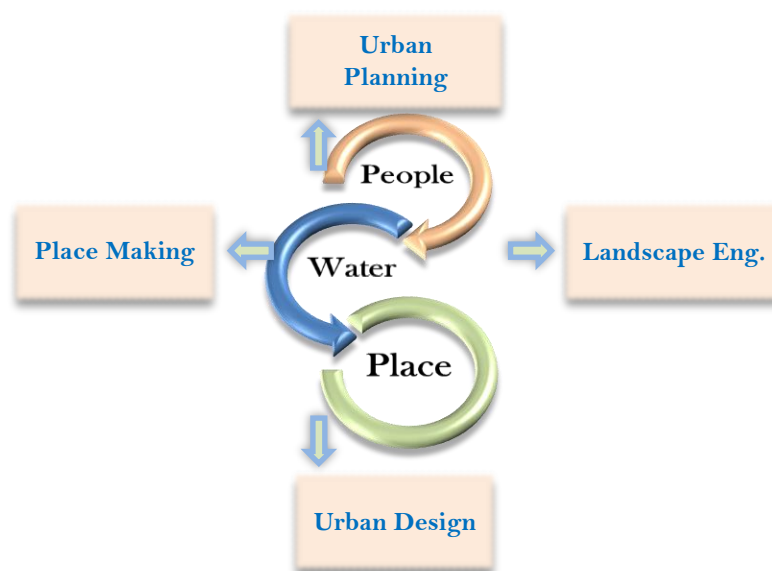 Urban
Planning
People
Place Making
Water
Landscape Eng.
Place
Urban Design